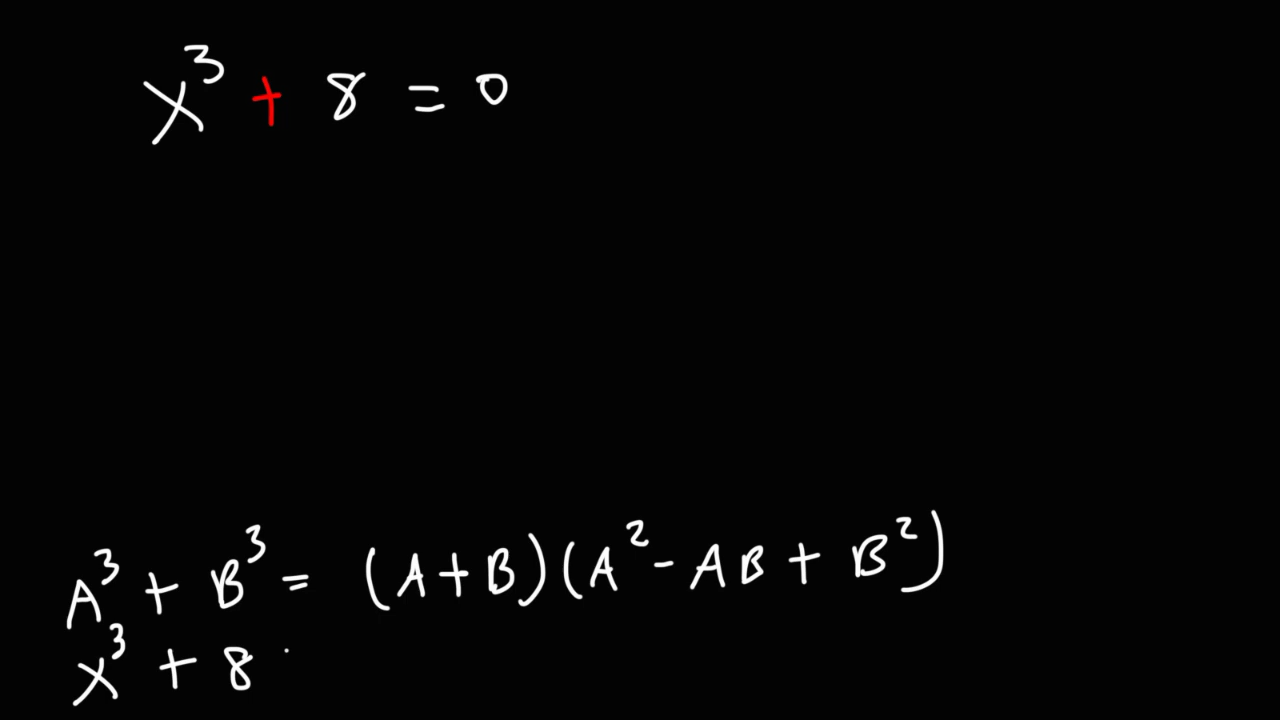 x³ + 8 = 0
A³ + B³ = (A+B)(A² - AB + B²)
x³ + 8